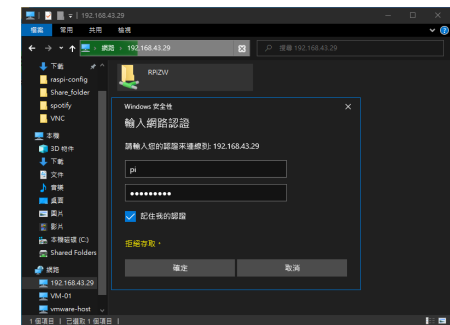 192.168.43.29
檔案 常用 共用 檢視
網路 › 192.168.43.29
搜尋 192.168.43.29
下載
raspi-config
Share_folder
spotify
VNC
本機
3D 物件
下載
文件
音樂
桌面
圖片
影片
本機磁碟 (C:)
Shared Folders
網路
192.168.43.29
VM-01
vmware-host
RPiZW
Windows 安全性
輸入網路認證
請輸入您的認證來連線到: 192.168.43.29
pi
●●●●●●●●●
記住我的認證
拒絕存取。
確定 取消
1 個項目 | 已選取 1 個項目 |